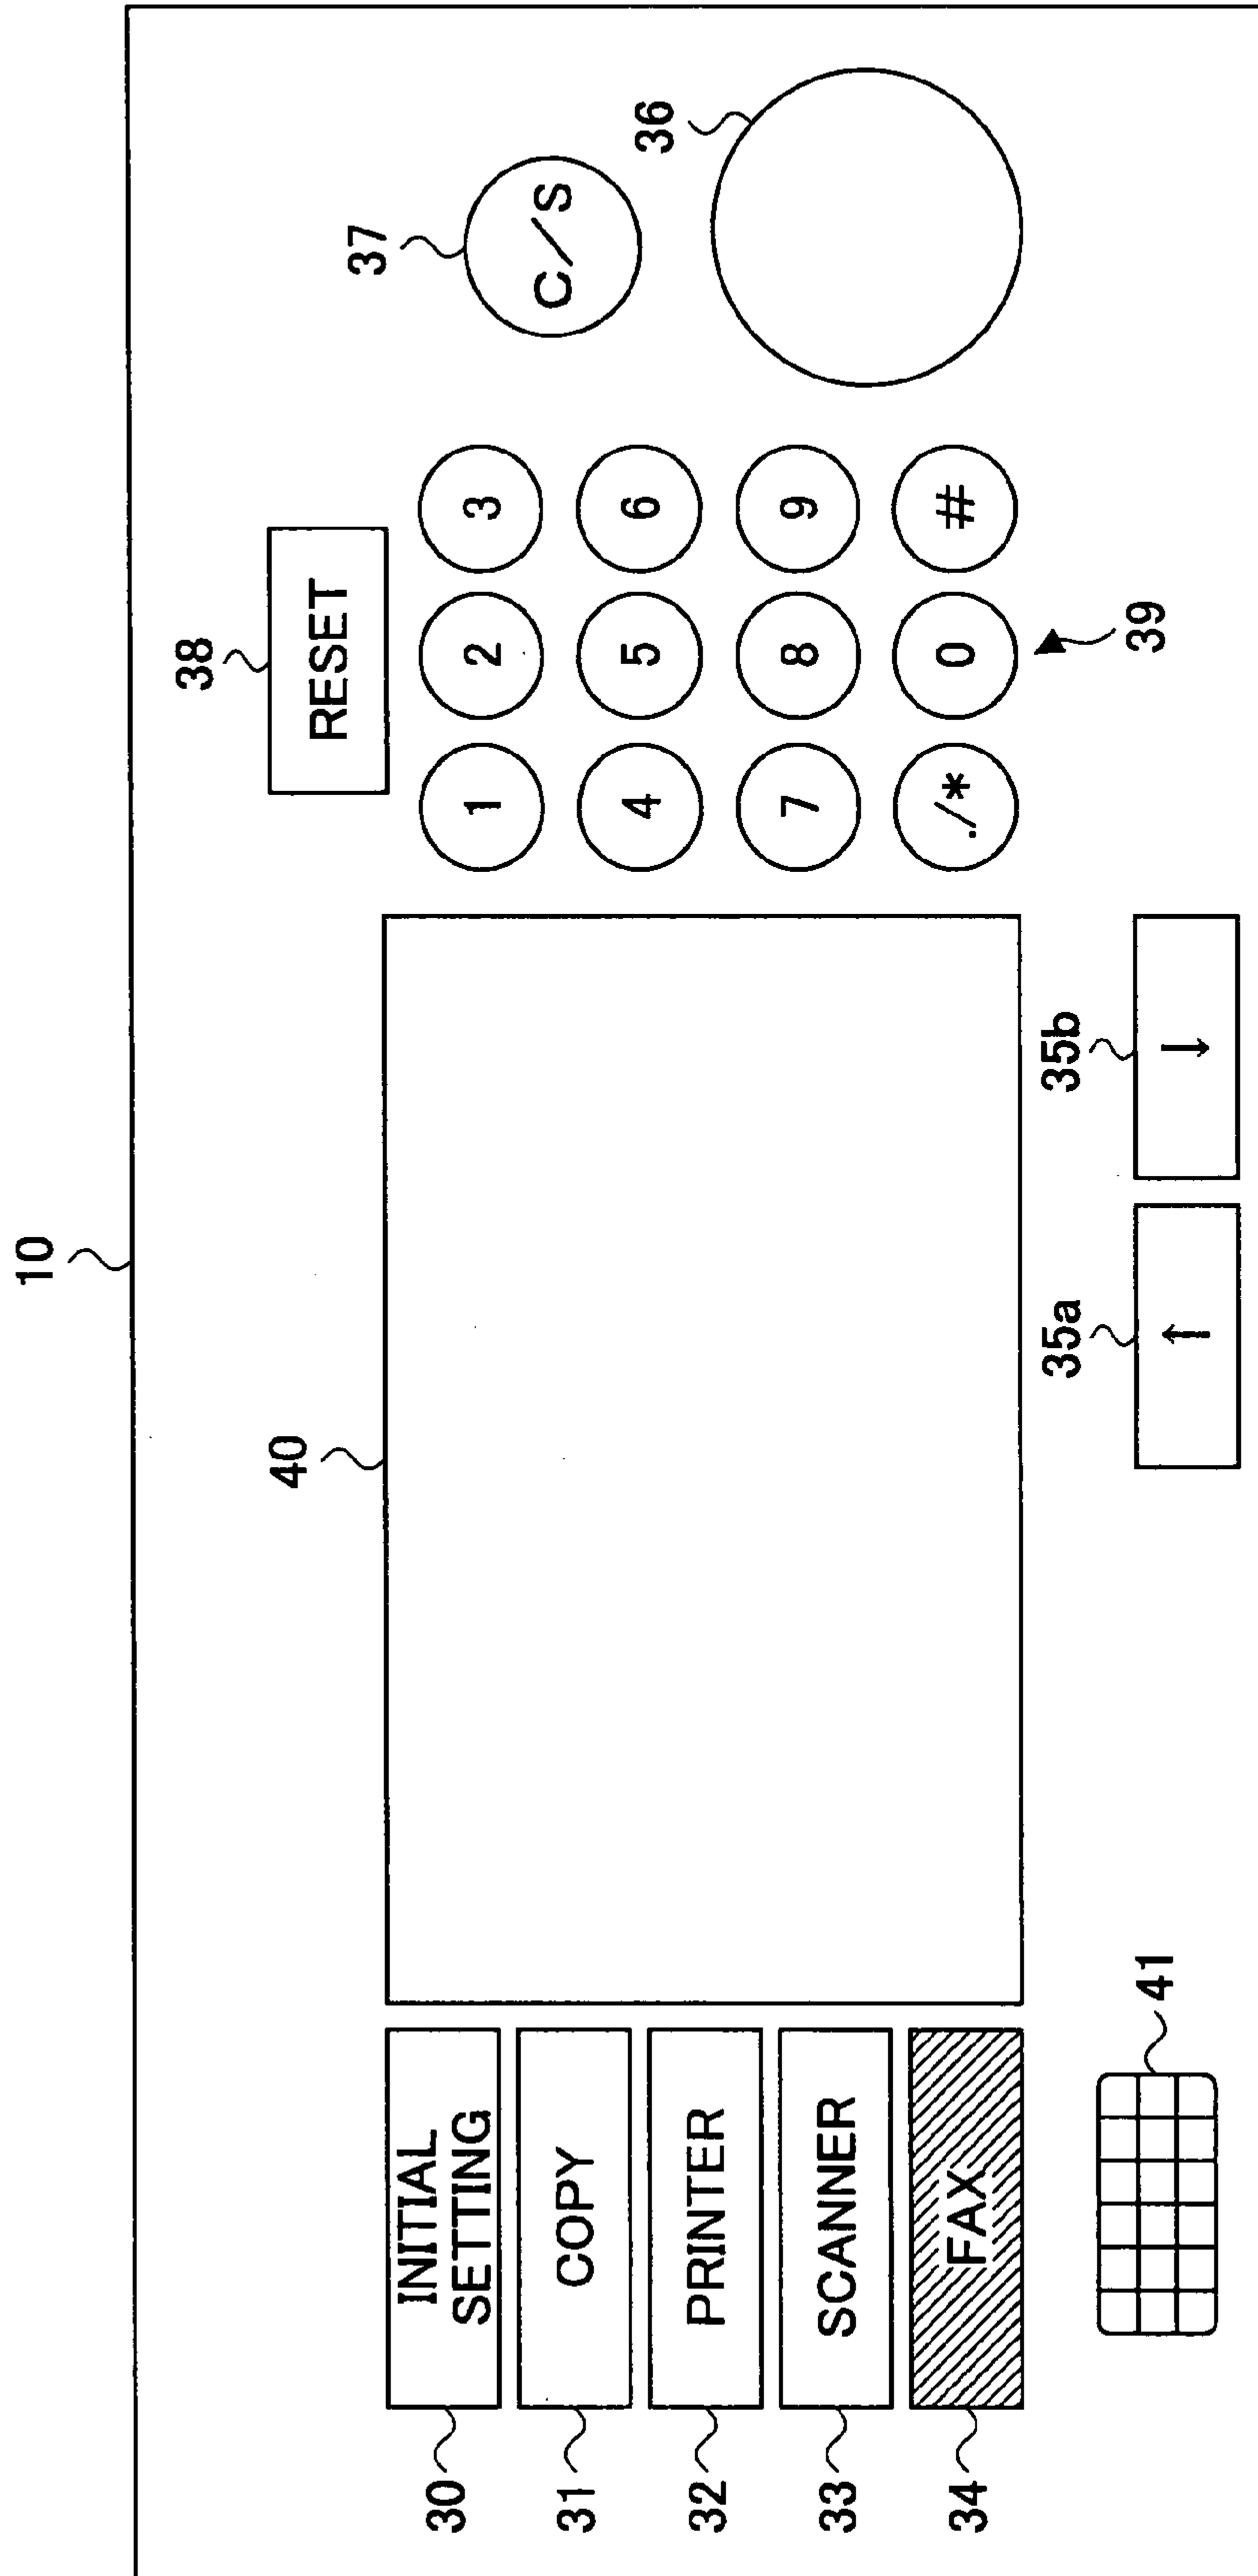 10
40
38
RESET
37
C/S
36
30
INITIAL
SETTING
31
COPY
32
PRINTER
33
SCANNER
34
FAX
1
2
3
4
5
6
7
8
9
./*
0
#
39
41
35a
↑
35b
↓